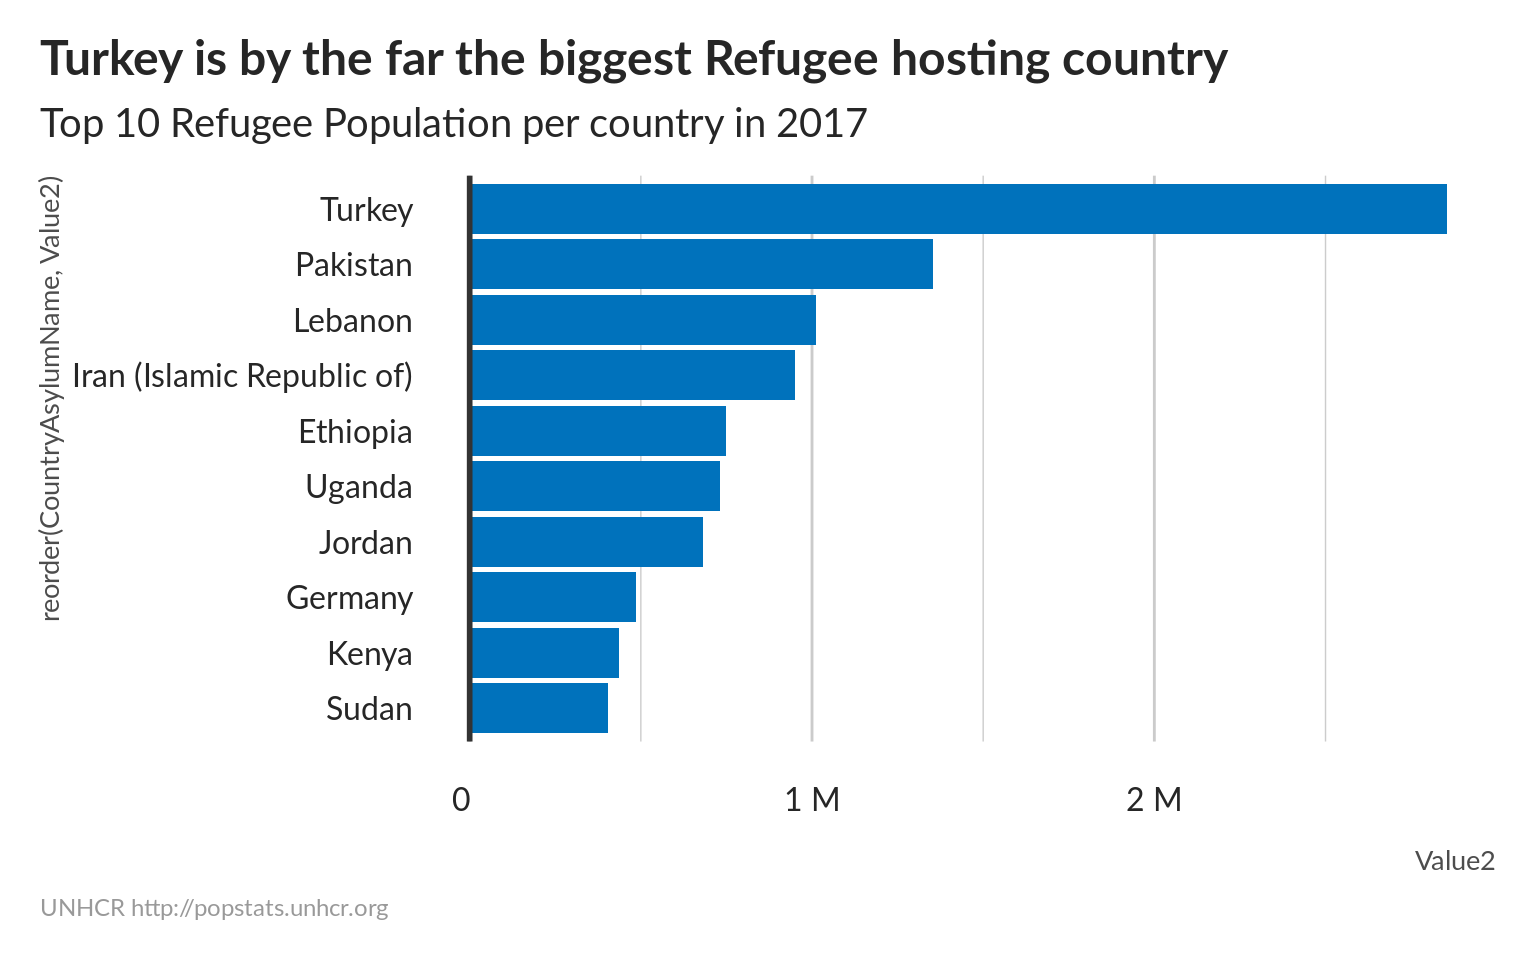 Turkey is by the far the biggest Refugee hosting country
Top 10 Refugee Population per country in 2017
reorder(CountryAsylumName, Value2)
Turkey
Pakistan
Lebanon
Iran (Islamic Republic of)
Ethiopia
Uganda
Jordan
Germany
Kenya
Sudan
0 1 M 2 M
Value2
UNHCR http://popstats.unhcr.org